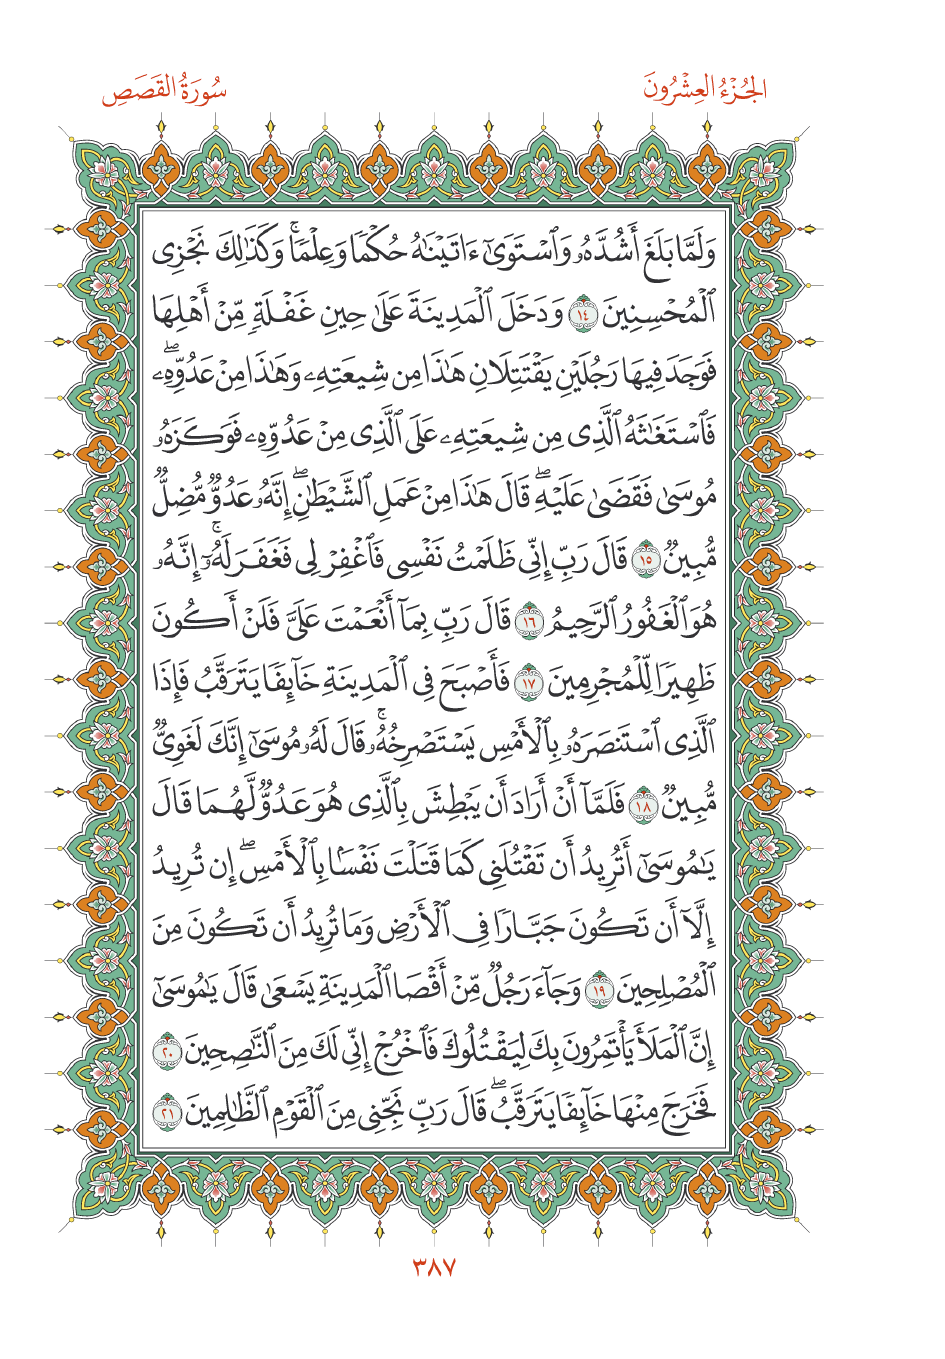 الجُزْءُ العِشْرُونَ
سُورَةُ القَصَصِ
وَلَمَّا بَلَغَ أَشُدَّهُۥ وَٱسْتَوَىٰٓ ءَاتَيْنَٰهُ حُكْمًا وَعِلْمًاۚ وَكَذَٰلِكَ نَجْزِى
ٱلْمُحْسِنِينَ ١٤ وَدَخَلَ ٱلْمَدِينَةَ عَلَىٰ حِينِ غَفْلَةٍ مِّنْ أَهْلِهَا
فَوَجَدَ فِيهَا رَجُلَيْنِ يَقْتَتِلَانِ هَٰذَا مِن شِيعَتِهِۦ وَهَٰذَا مِنْ عَدُوِّهِۦۖ
فَٱسْتَغَٰثَهُ ٱلَّذِى مِن شِيعَتِهِۦ عَلَى ٱلَّذِى مِنْ عَدُوِّهِۦ فَوَكَزَهُۥ
مُوسَىٰ فَقَضَىٰ عَلَيْهِۖ قَالَ هَٰذَا مِنْ عَمَلِ ٱلشَّيْطَٰنِۖ إِنَّهُۥ عَدُوٌّ مُّضِلٌّ
مُّبِينٌ ١٥ قَالَ رَبِّ إِنِّى ظَلَمْتُ نَفْسِى فَٱغْفِرْ لِى فَغَفَرَ لَهُۥٓۚ إِنَّهُۥ
هُوَ ٱلْغَفُورُ ٱلرَّحِيمُ ١٦ قَالَ رَبِّ بِمَآ أَنْعَمْتَ عَلَىَّ فَلَنْ أَكُونَ
ظَهِيرًا لِّلْمُجْرِمِينَ ١٧ فَأَصْبَحَ فِى ٱلْمَدِينَةِ خَآئِفًا يَتَرَقَّبُ فَإِذَا
ٱلَّذِى ٱسْتَنصَرَهُۥ بِٱلْأَمْسِ يَسْتَصْرِخُهُۥۚ قَالَ لَهُۥ مُوسَىٰٓ إِنَّكَ لَغَوِىٌّ
مُّبِينٌ ١٨ فَلَمَّآ أَنْ أَرَادَ أَن يَبْطِشَ بِٱلَّذِى هُوَ عَدُوٌّ لَّهُمَا قَالَ
يَٰمُوسَىٰٓ أَتُرِيدُ أَن تَقْتُلَنِى كَمَا قَتَلْتَ نَفْسًۢا بِٱلْأَمْسِۖ إِن تُرِيدُ
إِلَّآ أَن تَكُونَ جَبَّارًا فِى ٱلْأَرْضِ وَمَا تُرِيدُ أَن تَكُونَ مِنَ
ٱلْمُصْلِحِينَ ١٩ وَجَآءَ رَجُلٌ مِّنْ أَقْصَا ٱلْمَدِينَةِ يَسْعَىٰ قَالَ يَٰمُوسَىٰٓ
إِنَّ ٱلْمَلَأَ يَأْتَمِرُونَ بِكَ لِيَقْتُلُوكَ فَٱخْرُجْ إِنِّى لَكَ مِنَ ٱلنَّٰصِحِينَ ٢٠
فَخَرَجَ مِنْهَا خَآئِفًا يَتَرَقَّبُۖ قَالَ رَبِّ نَجِّنِى مِنَ ٱلْقَوْمِ ٱلظَّٰلِمِينَ ٢١
٣٨٧